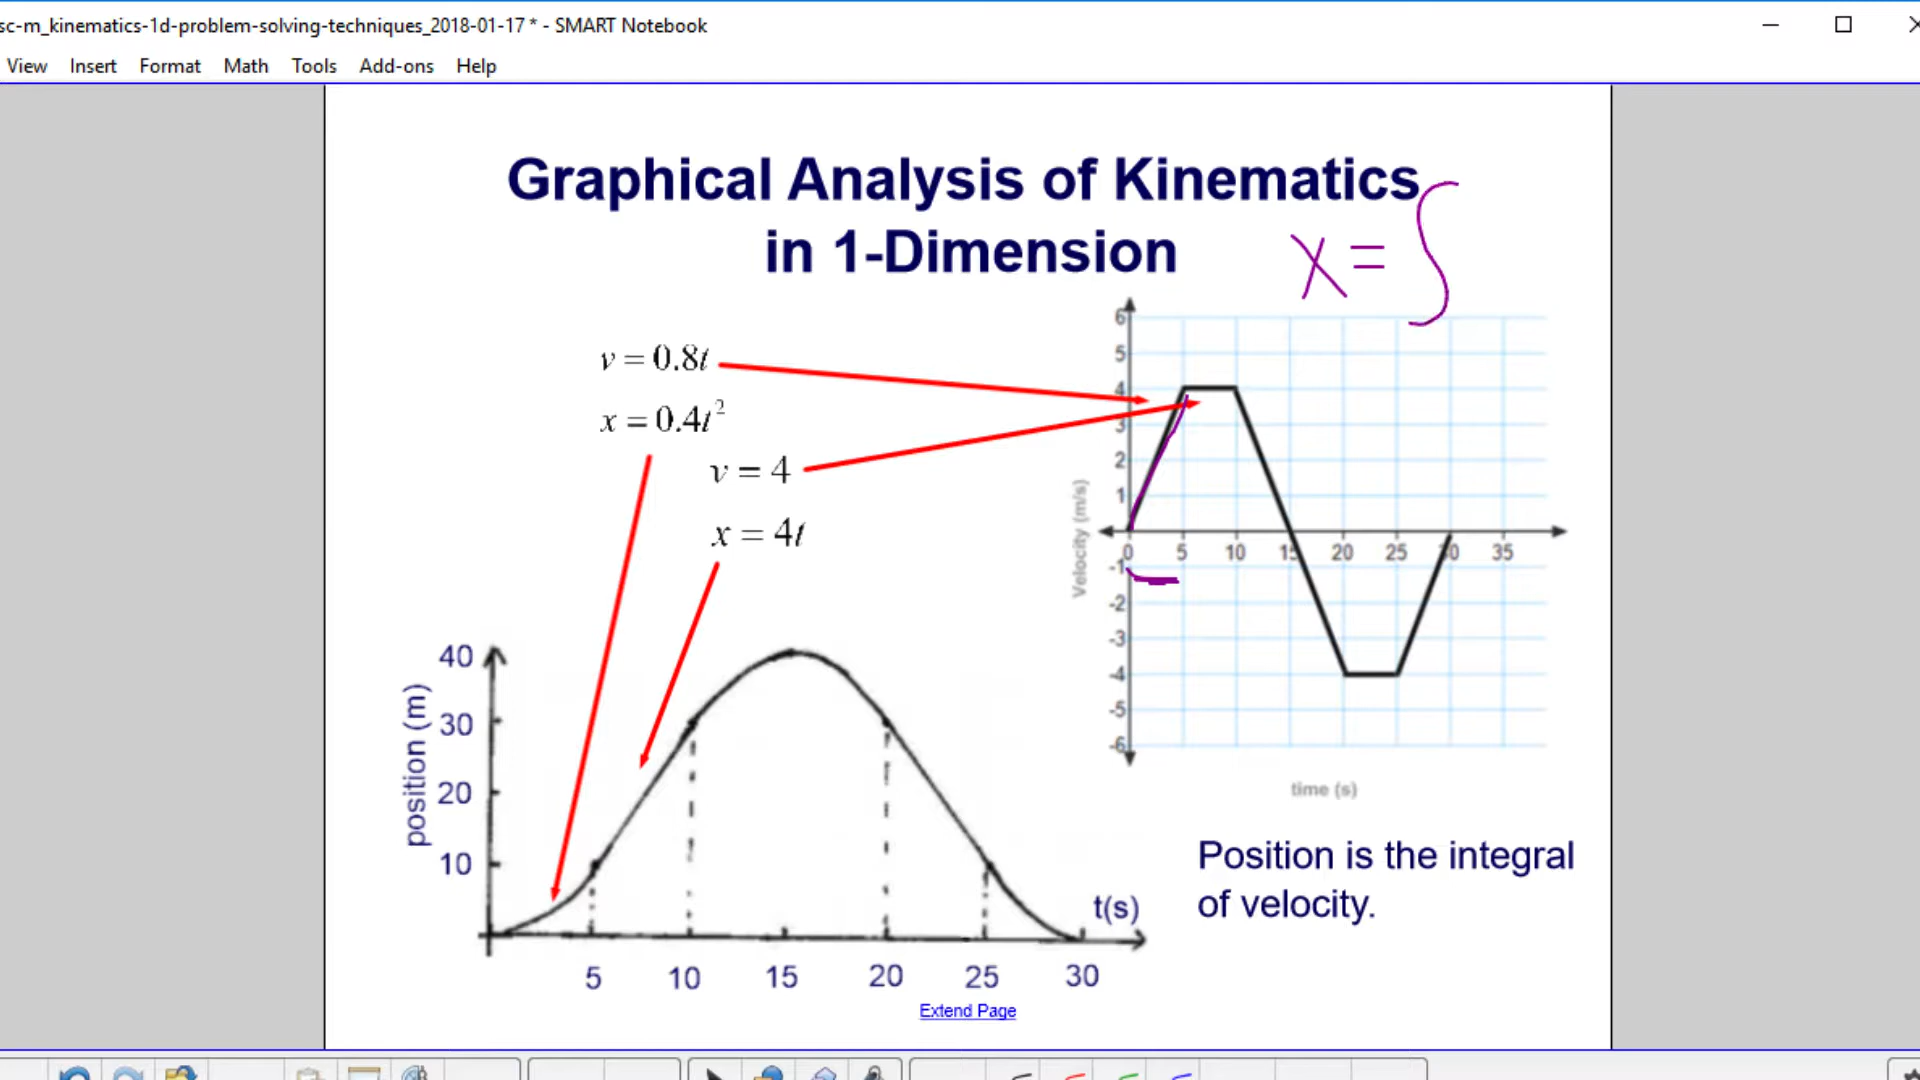 sc-m_kinematics-1d-problem-solving-techniques_2018-01-17 * - SMART Notebook
View Insert Format Math Tools Add-ons Help
Graphical Analysis of Kinematics
in 1-Dimension
x = ∫
v = 0.8t
x = 0.4t²
v = 4
x = 4t
6
5
4
3
2
1
0 5 10 15 20 25 30 35
-1
-2
-3
-4
-5
-6
Velocity (m/s)
time (s)
40
30
20
10
position (m)
t(s)
5 10 15 20 25 30
Position is the integral
of velocity.
Extend Page